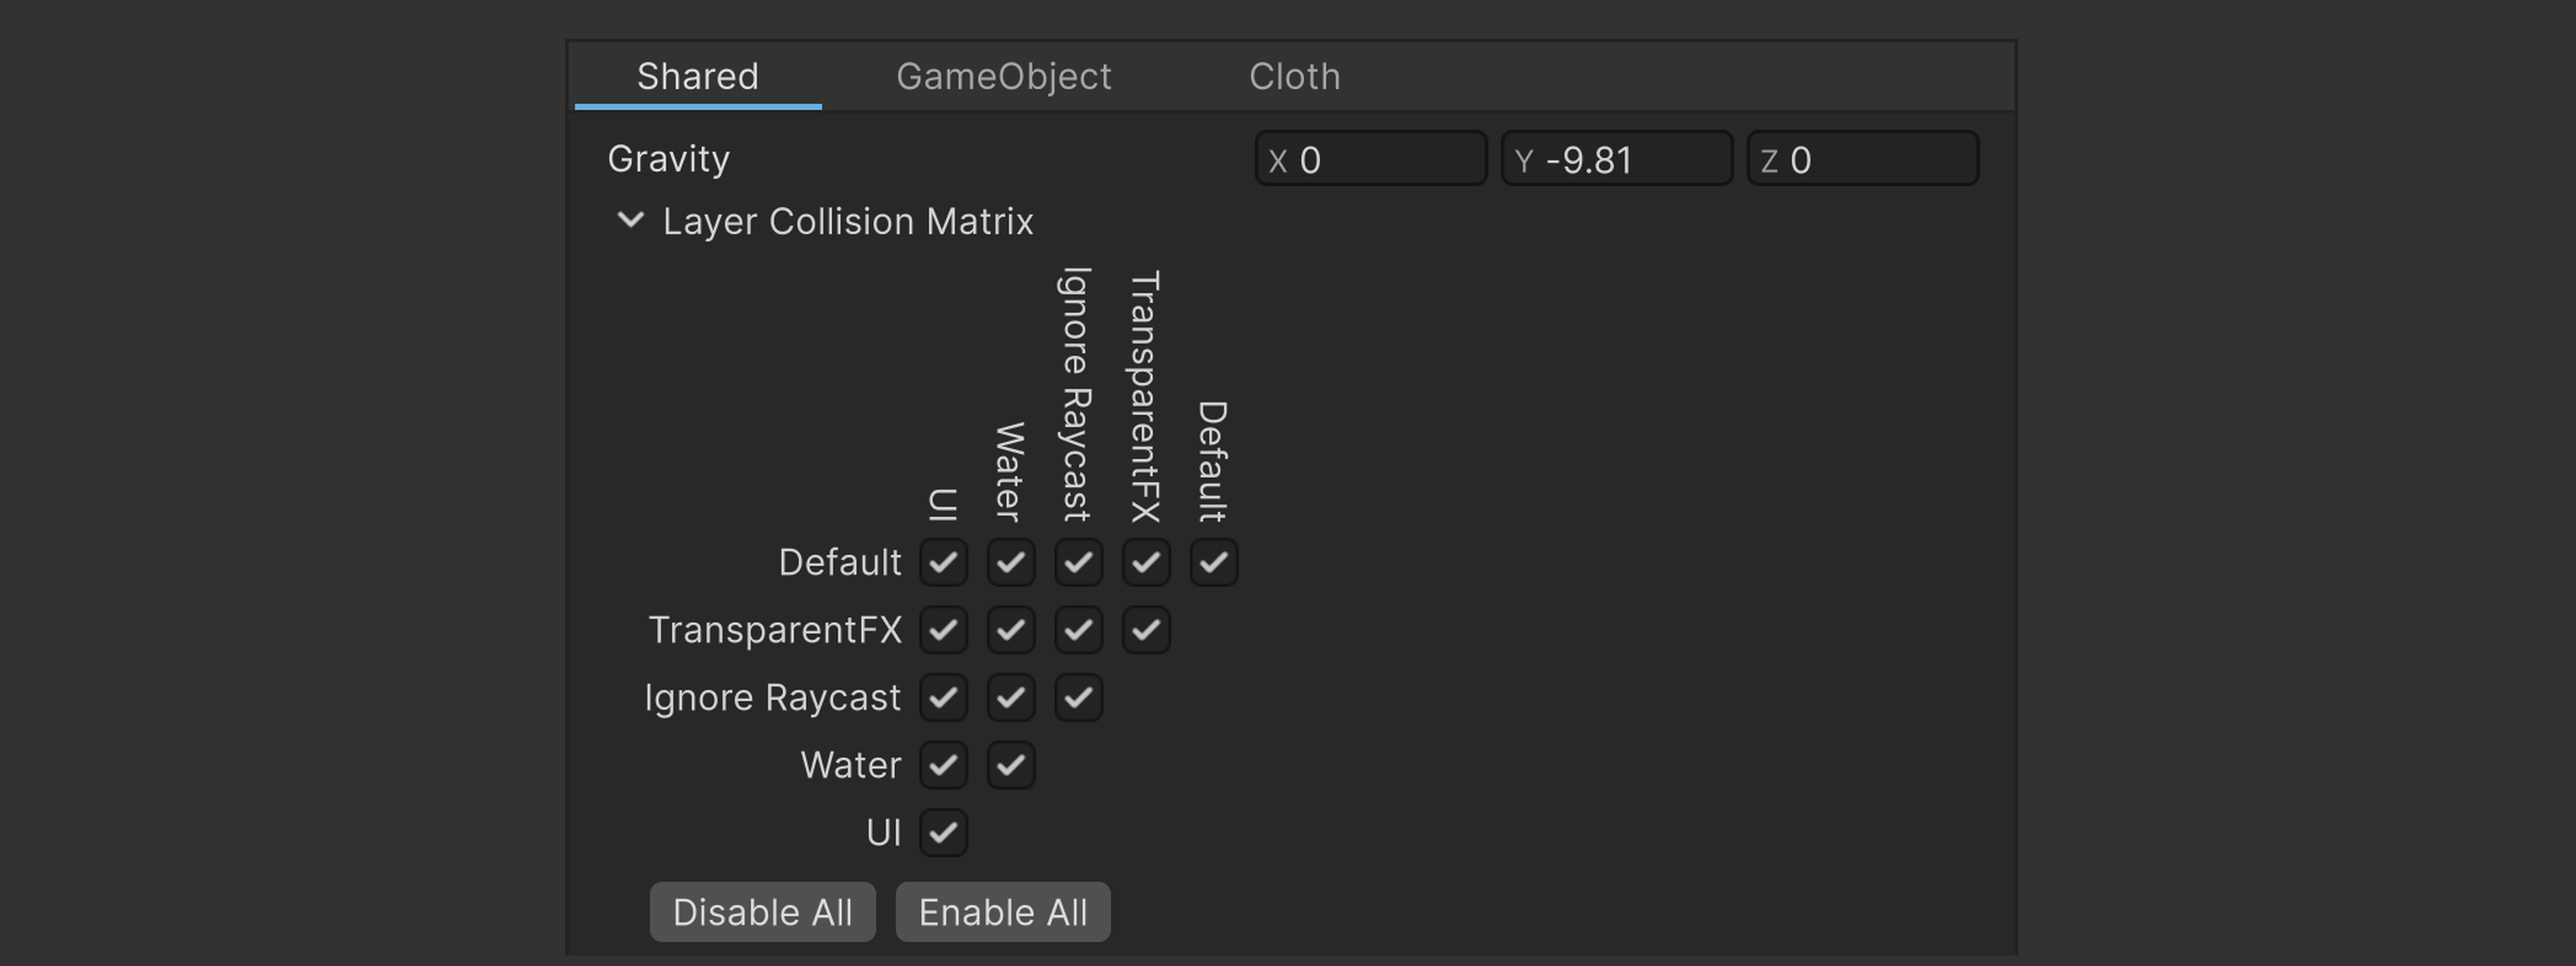 Shared GameObject Cloth
Gravity X 0 Y -9.81 Z 0
Layer Collision Matrix
UI
Water
Ignore Raycast
TransparentFX
Default
Default
TransparentFX
Ignore Raycast
Water
UI
Disable All Enable All